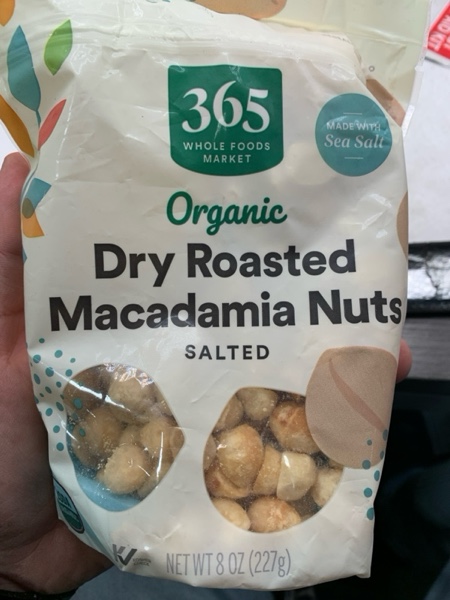 365
WHOLE FOODS
MARKET
MADE WITH
Sea Salt
Organic
Dry Roasted
Macadamia Nuts
SALTED
NET WT 8 OZ (227g)